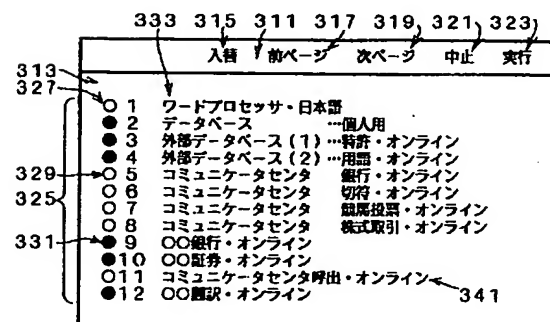 333 315 311 317 319 321 323
入替 前ページ 次ページ 中止 実行
313
327
○ 1 ワードプロセッサ・日本語
● 2 データベース …個人用
● 3 外部データベース(1)…特許・オンライン
● 4 外部データベース(2)…用語・オンライン
329 ○ 5 コミュニケータセンタ 銀行・オンライン
○ 6 コミュニケータセンタ 切符・オンライン
325 ○ 7 コミュニケータセンタ 競馬投票・オンライン
○ 8 コミュニケータセンタ 株式取引・オンライン
331 ● 9 ○○銀行・オンライン
●10 ○○証券・オンライン
○11 コミュニケータセンタ呼出・オンライン
●12 ○○翻訳・オンライン 341